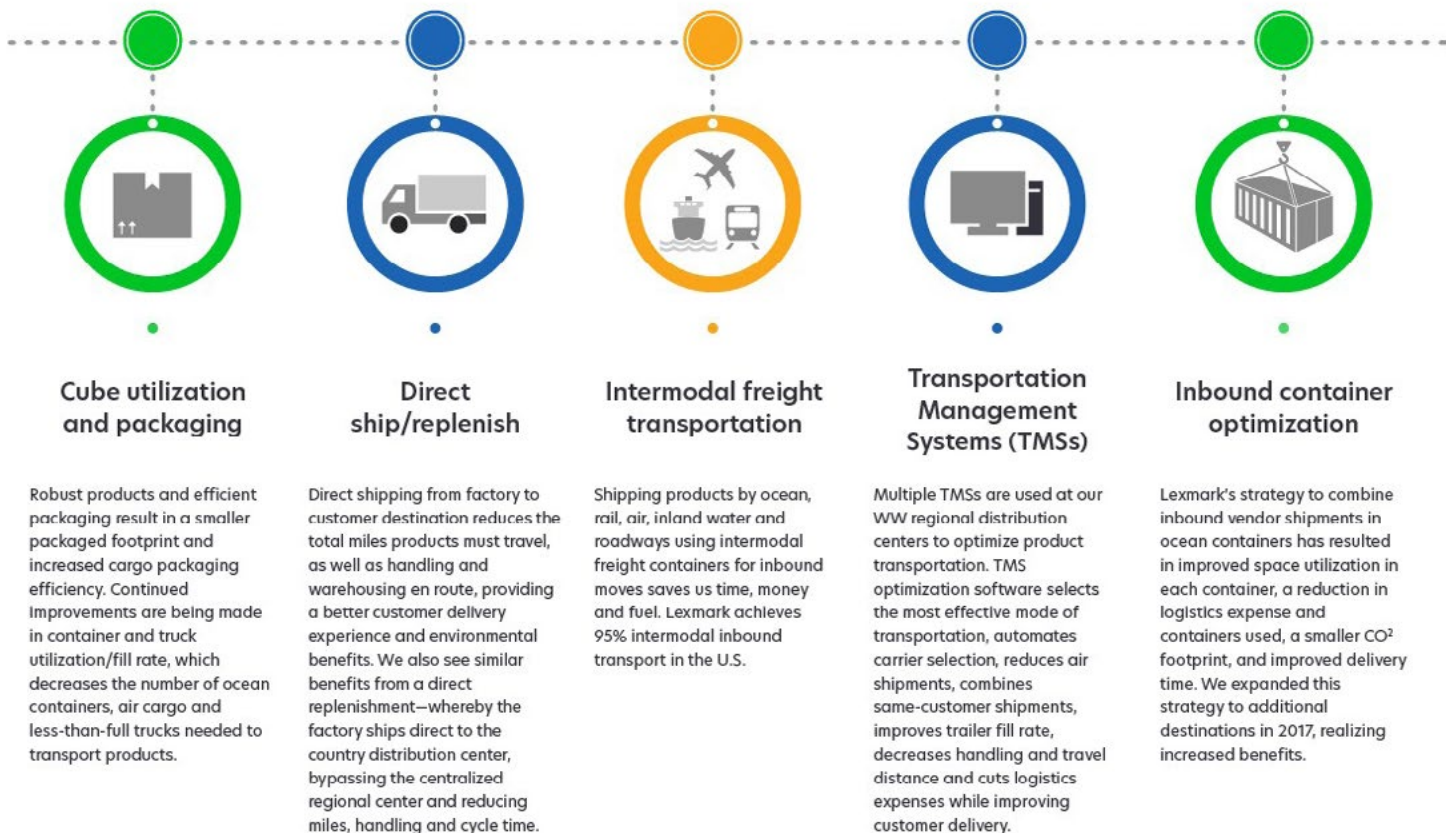 Cube utilization
and packaging
Robust products and efficient
packaging result in a smaller
packaged footprint and
increased cargo packaging
efficiency. Continued
improvements are being made
in container and truck
utilization/fill rate, which
decreases the number of ocean
containers, air cargo and
less-than-full trucks needed to
transport products.
Direct
ship/replenish
Direct shipping from factory to
customer destination reduces the
total miles products must travel,
as well as handling and
warehousing en route, providing
a better customer delivery
experience and environmental
benefits. We also see similar
benefits from a direct
replenishment—whereby the
factory ships direct to the
country distribution center,
bypassing the centralized
regional center and reducing
miles, handling and cycle time.
Intermodal freight
transportation
Shipping products by ocean,
rail, air, inland water and
roadways using intermodal
freight containers for inbound
moves saves us time, money
and fuel. Lexmark achieves
95% intermodal inbound
transport in the U.S.
Transportation
Management
Systems (TMSs)
Multiple TMSs are used at our
WW regional distribution
centers to optimize product
transportation. TMS
optimization software selects
the most effective mode of
transportation, automates
carrier selection, reduces air
shipments, combines
same-customer shipments,
improves trailer fill rate,
decreases handling and travel
distance and cuts logistics
expenses while improving
customer delivery.
Inbound container
optimization
Lexmark's strategy to combine
inbound vendor shipments in
ocean containers has resulted
in improved space utilization in
each container, a reduction in
logistics expense and
containers used, a smaller CO²
footprint, and improved delivery
time. We expanded this
strategy to additional
destinations in 2017, realizing
increased benefits.